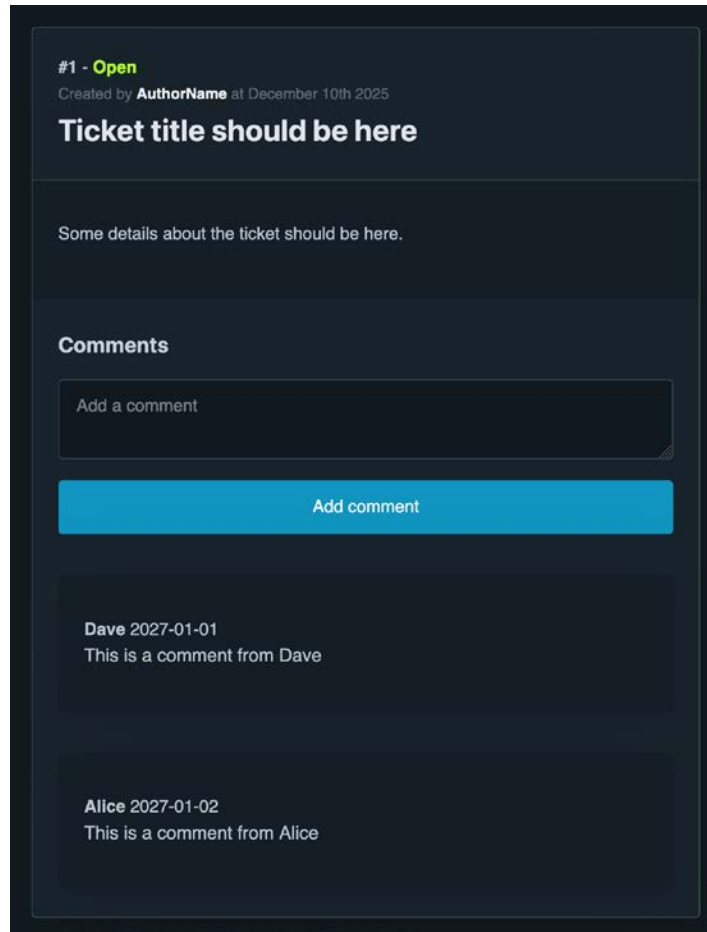 #1 - Open
Created by AuthorName at December 10th 2025
Ticket title should be here
Some details about the ticket should be here.
Comments
Add a comment
Add comment
Dave 2027-01-01
This is a comment from Dave
Alice 2027-01-02
This is a comment from Alice